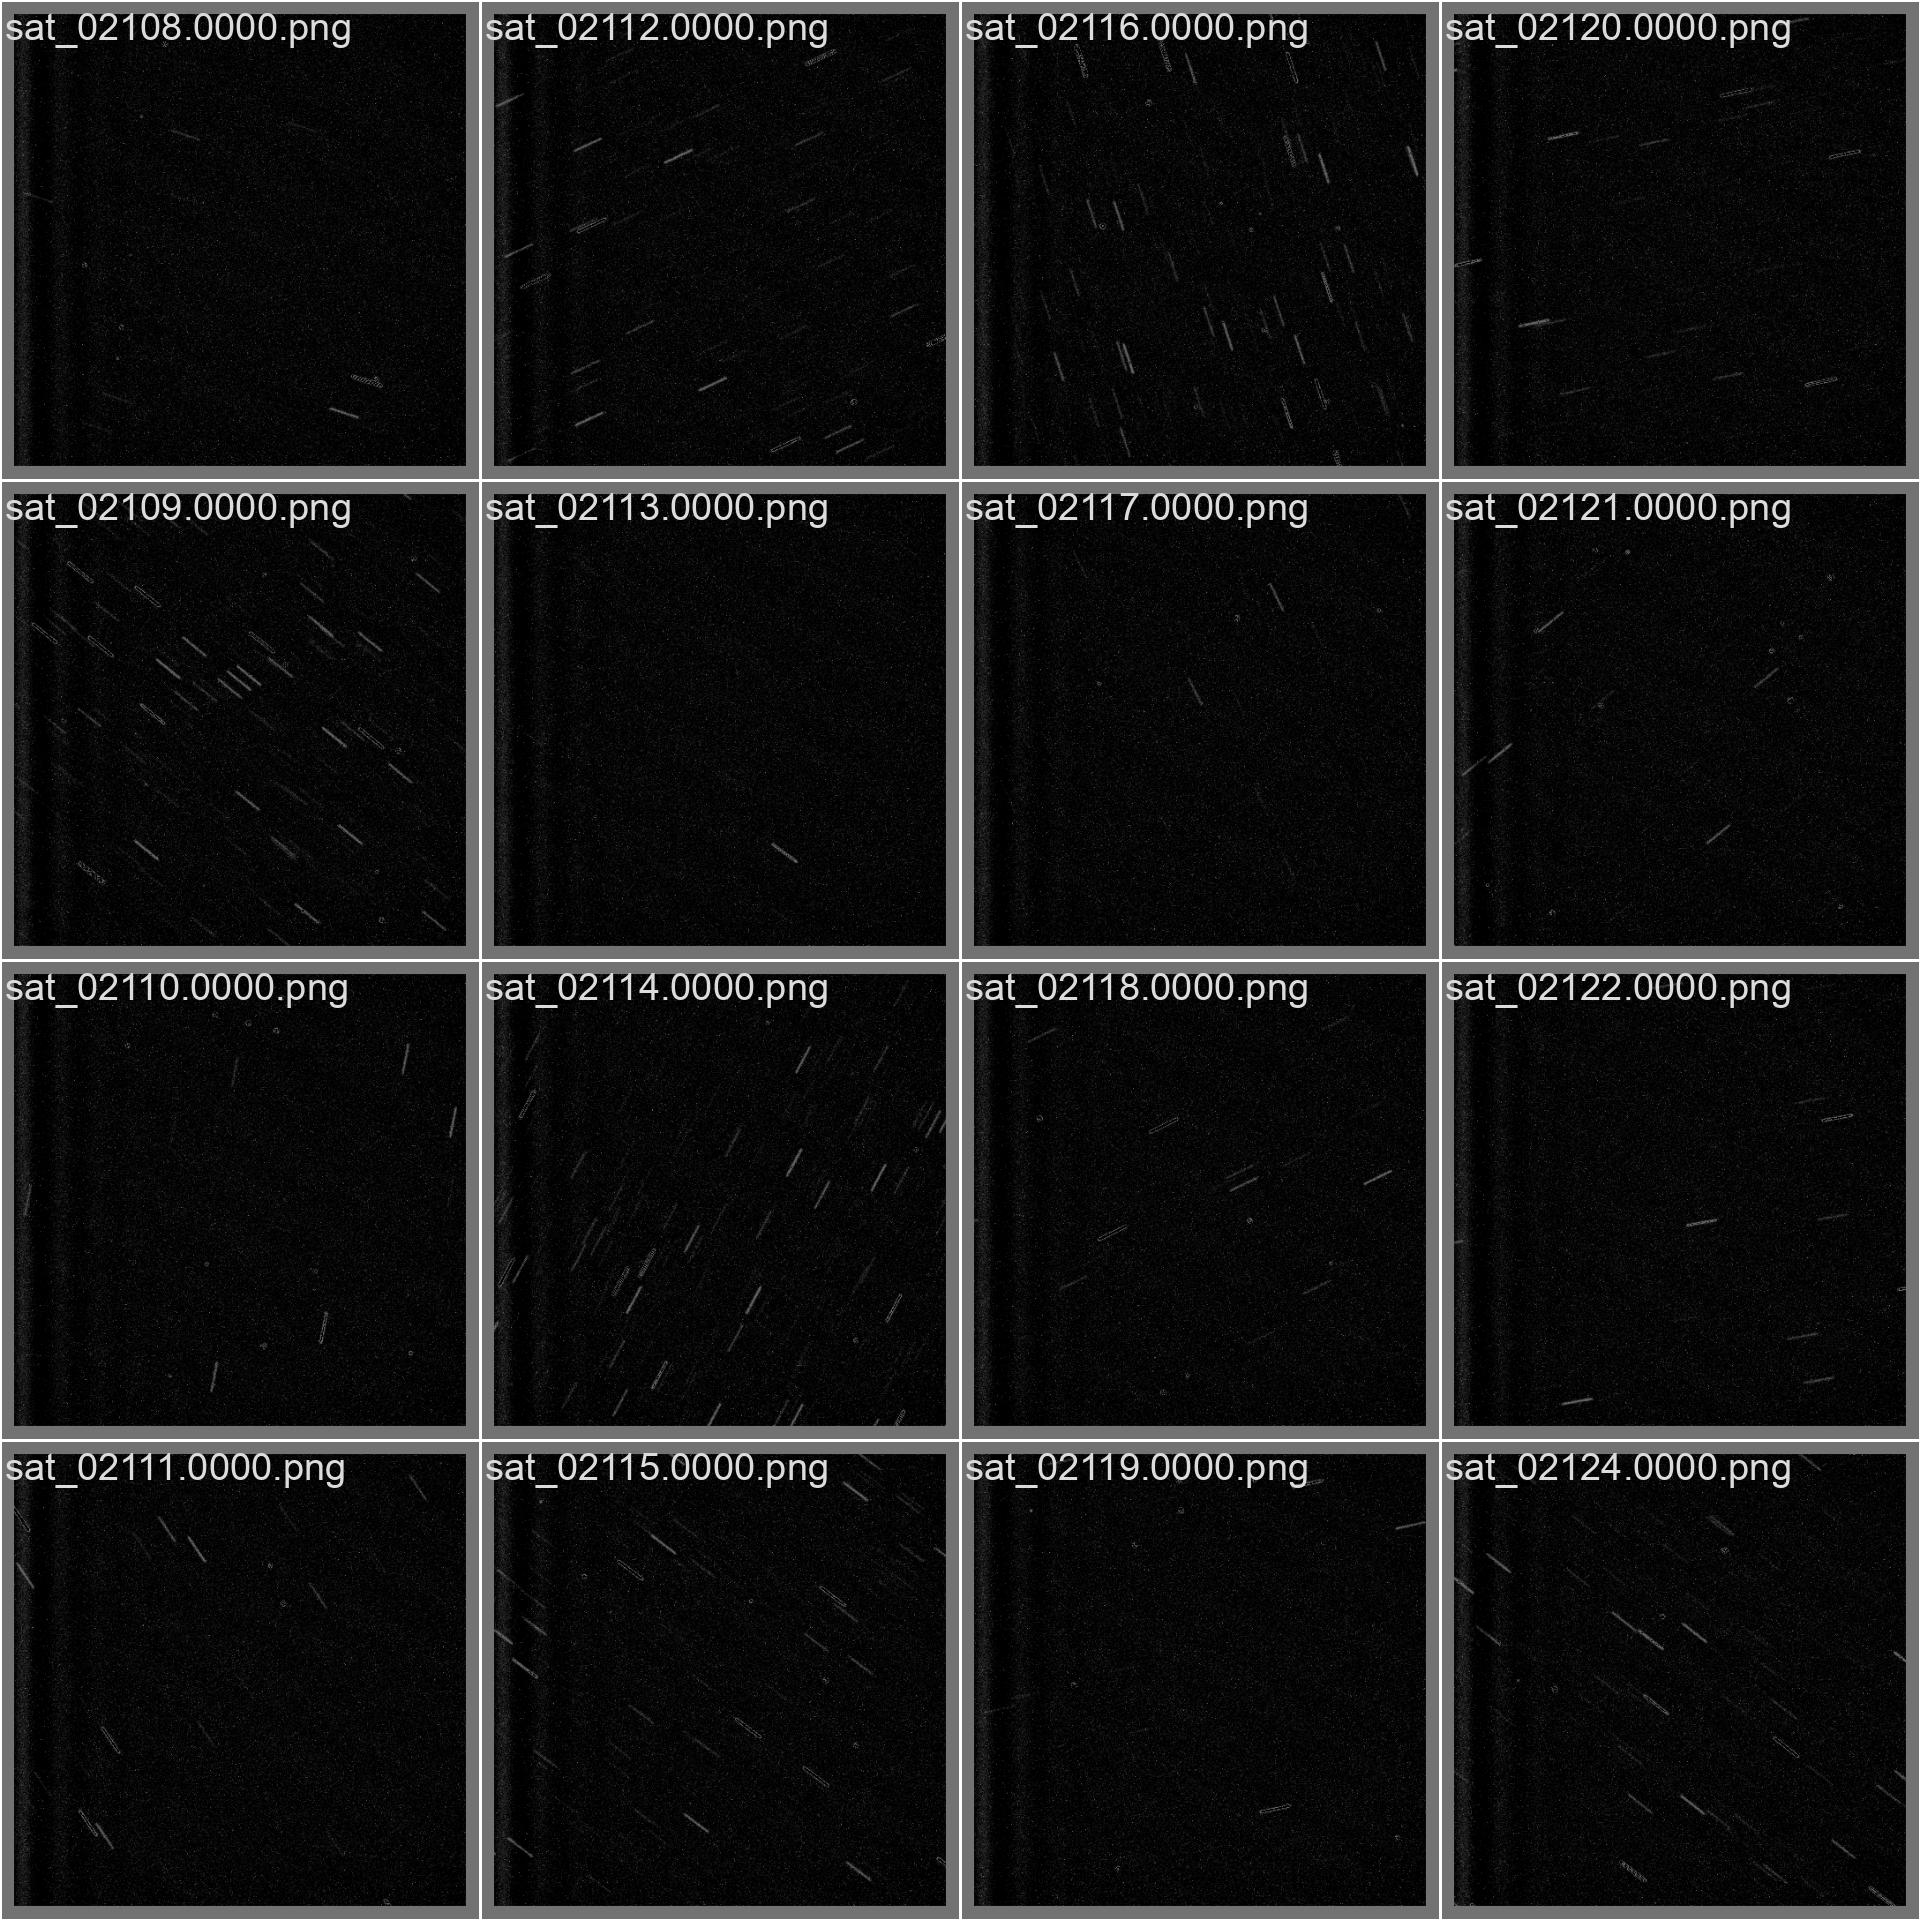 sat_02108.0000.png
sat_02112.0000.png
sat_02116.0000.png
sat_02120.0000.png
sat_02109.0000.png
sat_02113.0000.png
sat_02117.0000.png
sat_02121.0000.png
sat_02110.0000.png
sat_02114.0000.png
sat_02118.0000.png
sat_02122.0000.png
sat_02111.0000.png
sat_02115.0000.png
sat_02119.0000.png
sat_02124.0000.png